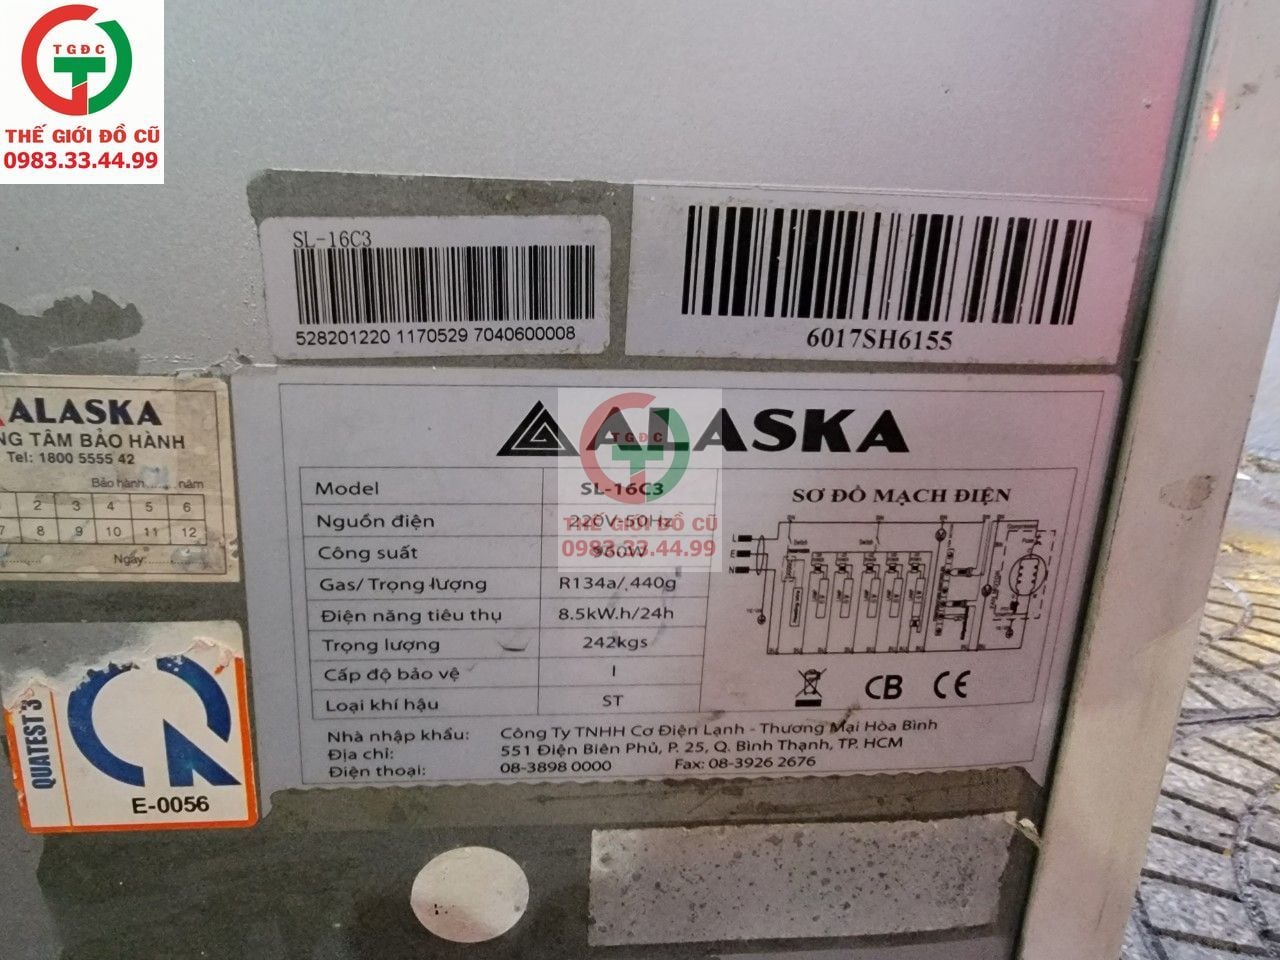 TGĐC
THẾ GIỚI ĐỒ CŨ
0983.33.44.99
SL-16C3
528201220 1170529 7040600008
6017SH6155
ALASKA
NG TÂM BẢO HÀNH
Tel: 1800 5555 42
Bảo hành......năm
2 3 4 5 6
7 8 9 10 11 12
Ngày:
QUATEST 3
E-0056
ALASKA
TGĐC
THẾ GIỚI ĐỒ CŨ
0983.33.44.99
Model SL-16C3
Nguồn điện 220V-50Hz
Công suất 960W
Gas/ Trọng lượng R134a/ 440g
Điện năng tiêu thụ 8.5kW.h/24h
Trọng lượng 242kgs
Cấp độ bảo vệ I
Loại khí hậu ST
SƠ ĐỒ MẠCH ĐIỆN
L
E
N
CB CE
Nhà nhập khẩu: Công Ty TNHH Cơ Điện Lạnh - Thương Mại Hòa Bình
Địa chỉ: 551 Điện Biên Phủ, P. 25, Q. Bình Thạnh, TP. HCM
Điện thoại: 08-3898 0000 Fax: 08-3926 2676